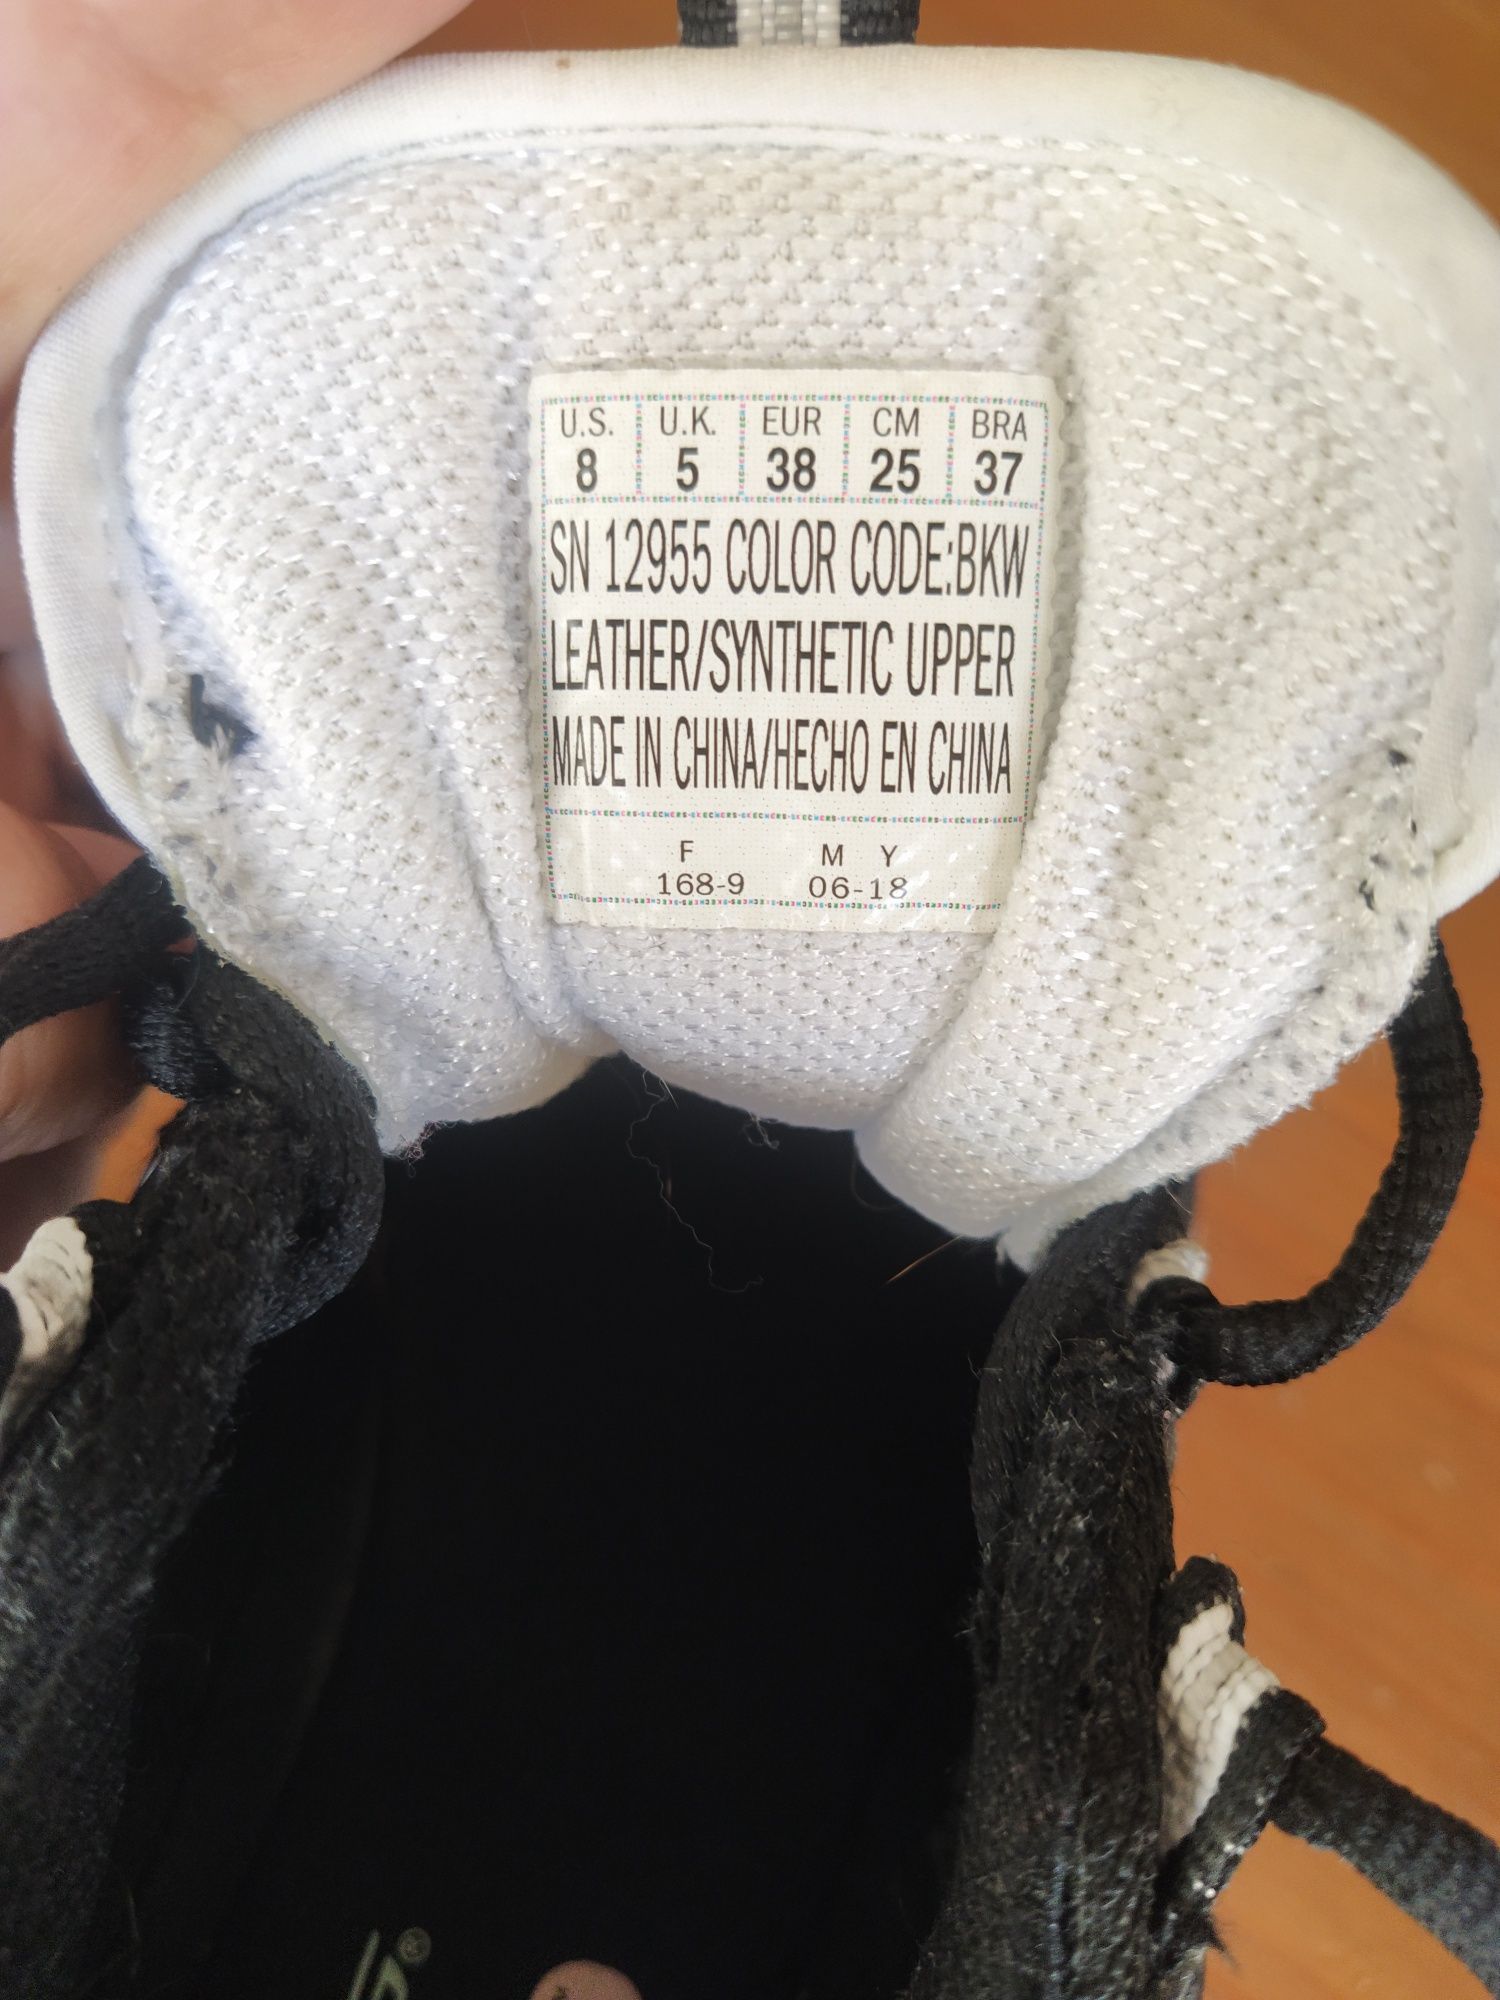 U.S. U.K. EUR CM BRA
8 5 38 25 37
SN 12955 COLOR CODE:BKW
LEATHER/SYNTHETIC UPPER
MADE IN CHINA/HECHO EN CHINA
F M Y
168-9 06-18